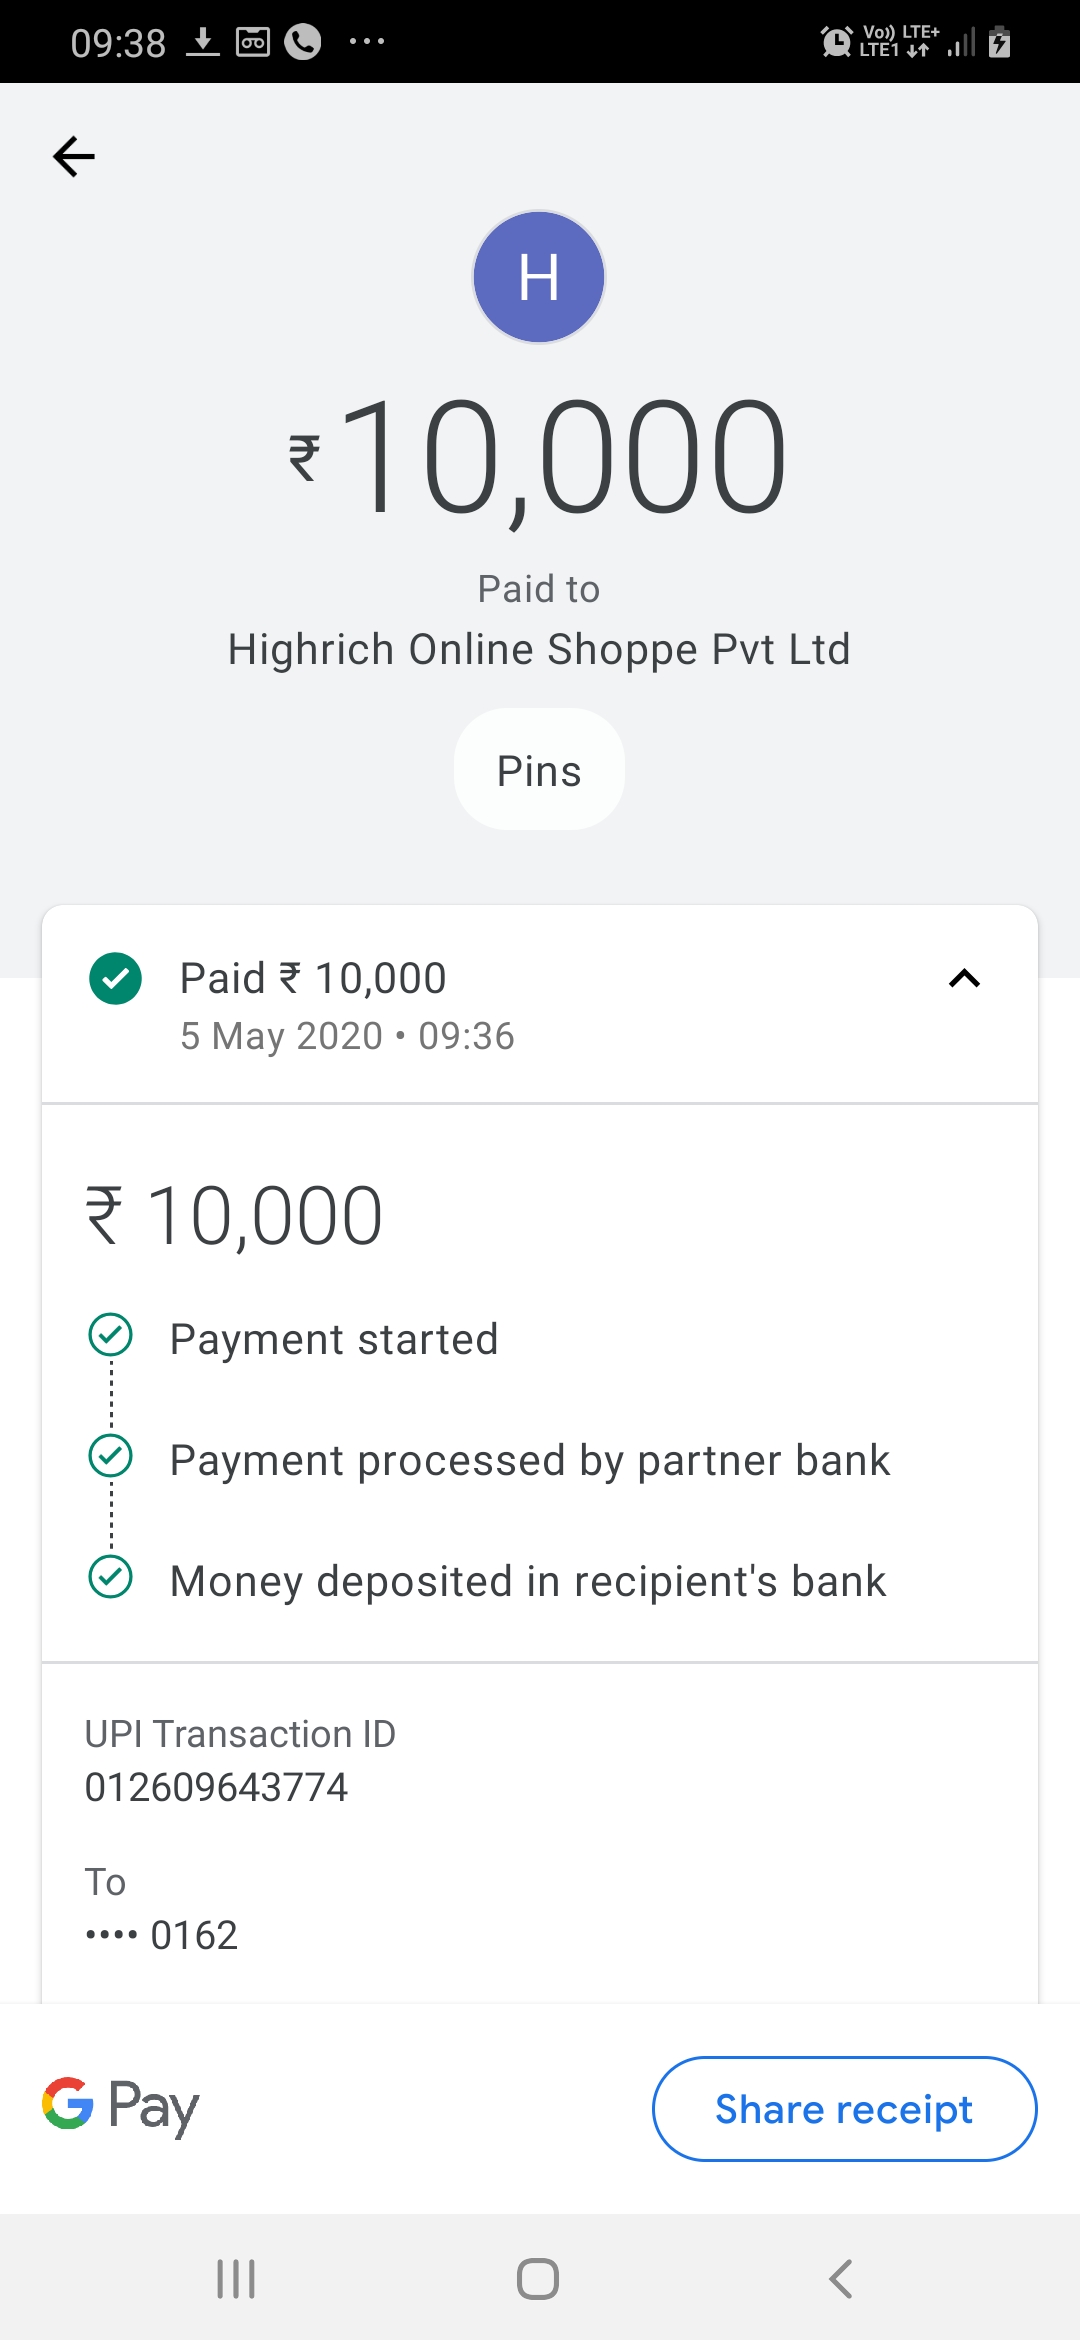 09:38
Vo)) LTE+
LTE1
H
₹10,000
Paid to
Highrich Online Shoppe Pvt Ltd
Pins
Paid ₹ 10,000
5 May 2020 • 09:36
₹ 10,000
Payment started
Payment processed by partner bank
Money deposited in recipient's bank
UPI Transaction ID
012609643774
To
•••• 0162
G Pay
Share receipt